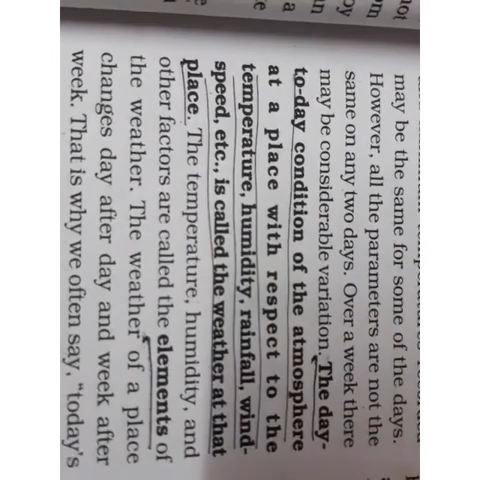 may be the same for some of the days.
However, all the parameters are not the
same on any two days. Over a week there
may be considerable variation. The day-
to-day condition of the atmosphere
at a place with respect to the
temperature, humidity, rainfall, wind-
speed, etc., is called the weather at that
place. The temperature, humidity, and
other factors are called the elements of
the weather. The weather of a place
changes day after day and week after
week. That is why we often say, "today's